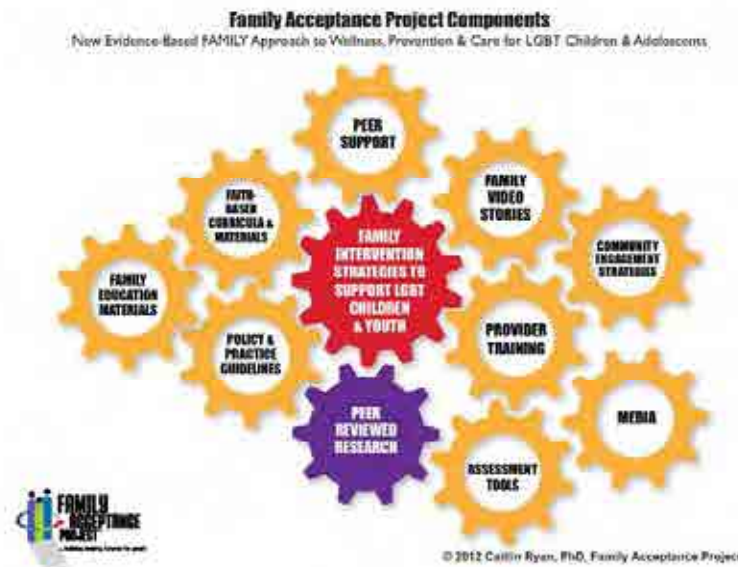 Family Acceptance Project Components
New Evidence-Based FAMILY Approach to Wellness, Prevention & Care for LGBT Children & Adolescents
PEER
SUPPORT
FAMILY
VIDEO
STORIES
FAITH-
BASED
CURRICULA &
MATERIALS
FAMILY
INTERVENTION
STRATEGIES TO
SUPPORT LGBT
CHILDREN
& YOUTH
COMMUNITY
ENGAGEMENT
STRATEGIES
FAMILY
EDUCATION
MATERIALS
POLICY &
PRACTICE
GUIDELINES
PROVIDER
TRAINING
PEER
REVIEWED
RESEARCH
MEDIA
ASSESSMENT
TOOLS
FAMILY
ACCEPTANCE
PROJECT
© 2012 Caitlin Ryan, PhD, Family Acceptance Project